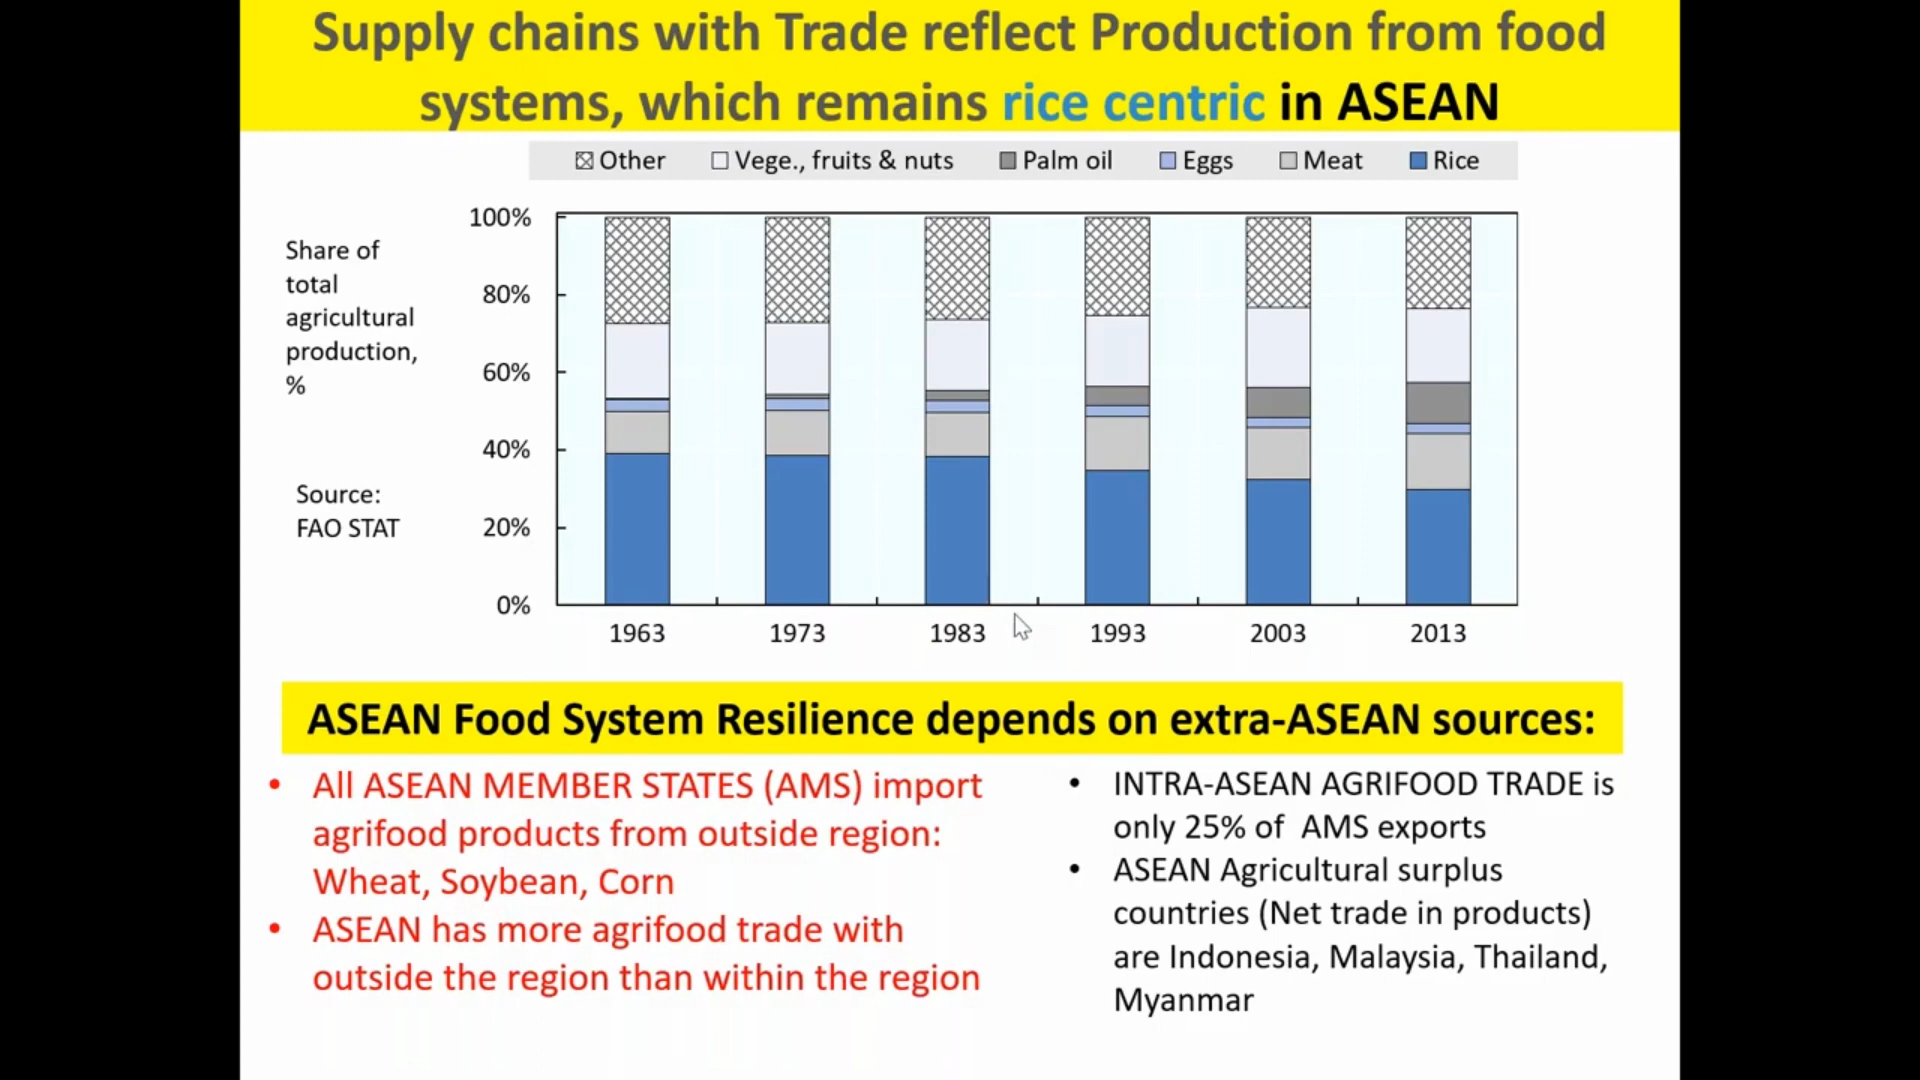 Supply chains with Trade reflect Production from food
systems, which remains rice centric in ASEAN
Other Vege., fruits & nuts Palm oil Eggs Meat Rice
Share of
total
agricultural
production,
%
Source:
FAO STAT
100%
80%
60%
40%
20%
0%
1963 1973 1983 1993 2003 2013
ASEAN Food System Resilience depends on extra-ASEAN sources:
• All ASEAN MEMBER STATES (AMS) import
agrifood products from outside region:
Wheat, Soybean, Corn
• ASEAN has more agrifood trade with
outside the region than within the region
• INTRA-ASEAN AGRIFOOD TRADE is
only 25% of AMS exports
• ASEAN Agricultural surplus
countries (Net trade in products)
are Indonesia, Malaysia, Thailand,
Myanmar